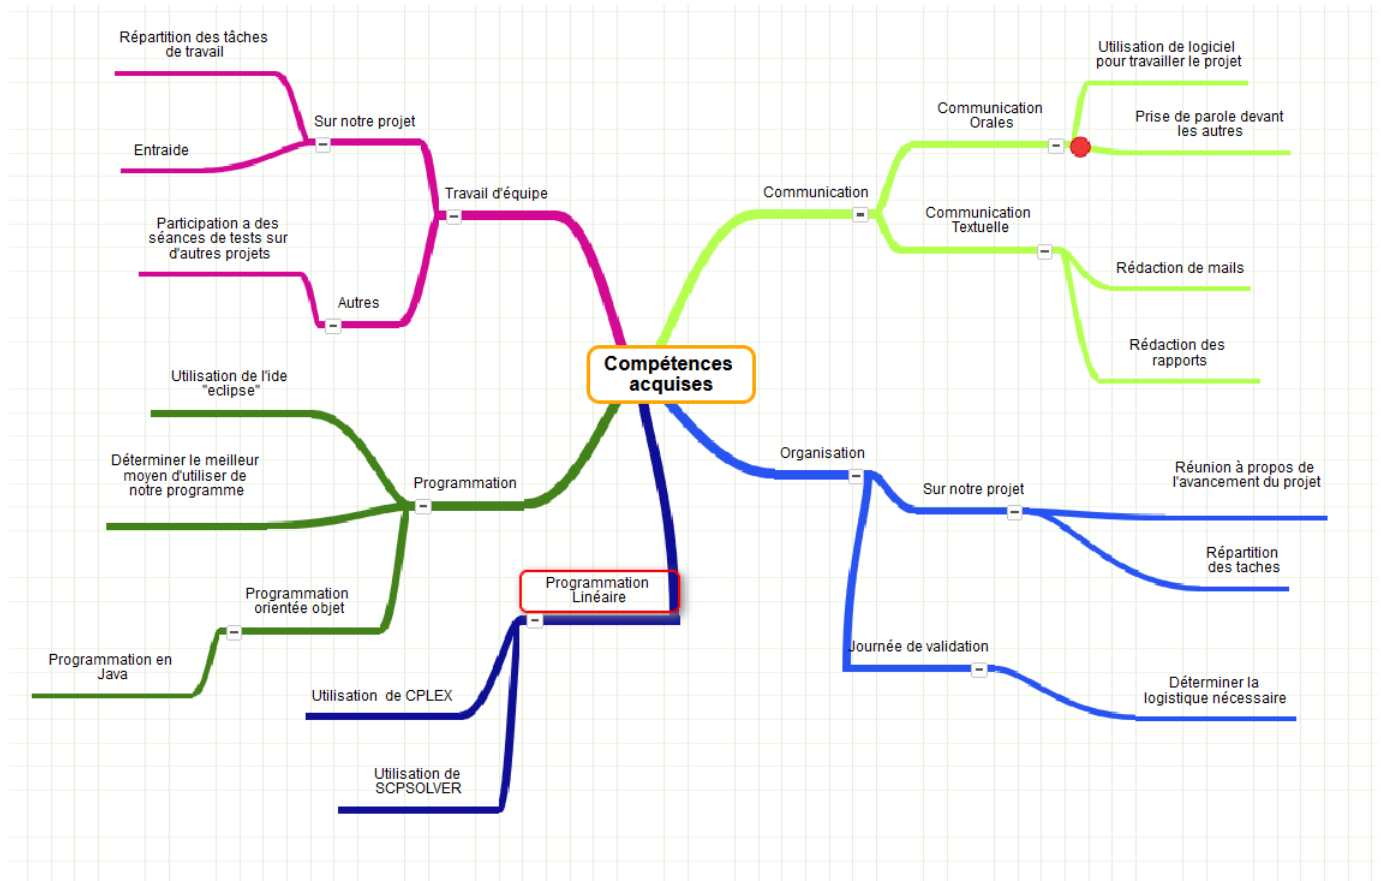 Répartition des tâches
de travail
Sur notre projet
Entraide
Travail d'équipe
Participation a des
séances de tests sur
d'autres projets
Autres
Utilisation de logiciel
pour travailler le projet
Communication
Orales
Prise de parole devant
les autres
Communication
Communication
Textuelle
Rédaction de mails
Rédaction des
rapports
Compétences
acquises
Utilisation de l'ide
"eclipse"
Déterminer le meilleur
moyen d'utiliser de
notre programme
Programmation
Programmation
orientée objet
Programmation en
Java
Programmation
Linéaire
Utilisation  de CPLEX
Utilisation de
SCPSOLVER
Organisation
Sur notre projet
Réunion à propos de
l'avancement du projet
Répartition
des taches
Journée de validation
Déterminer la
logistique nécessaire